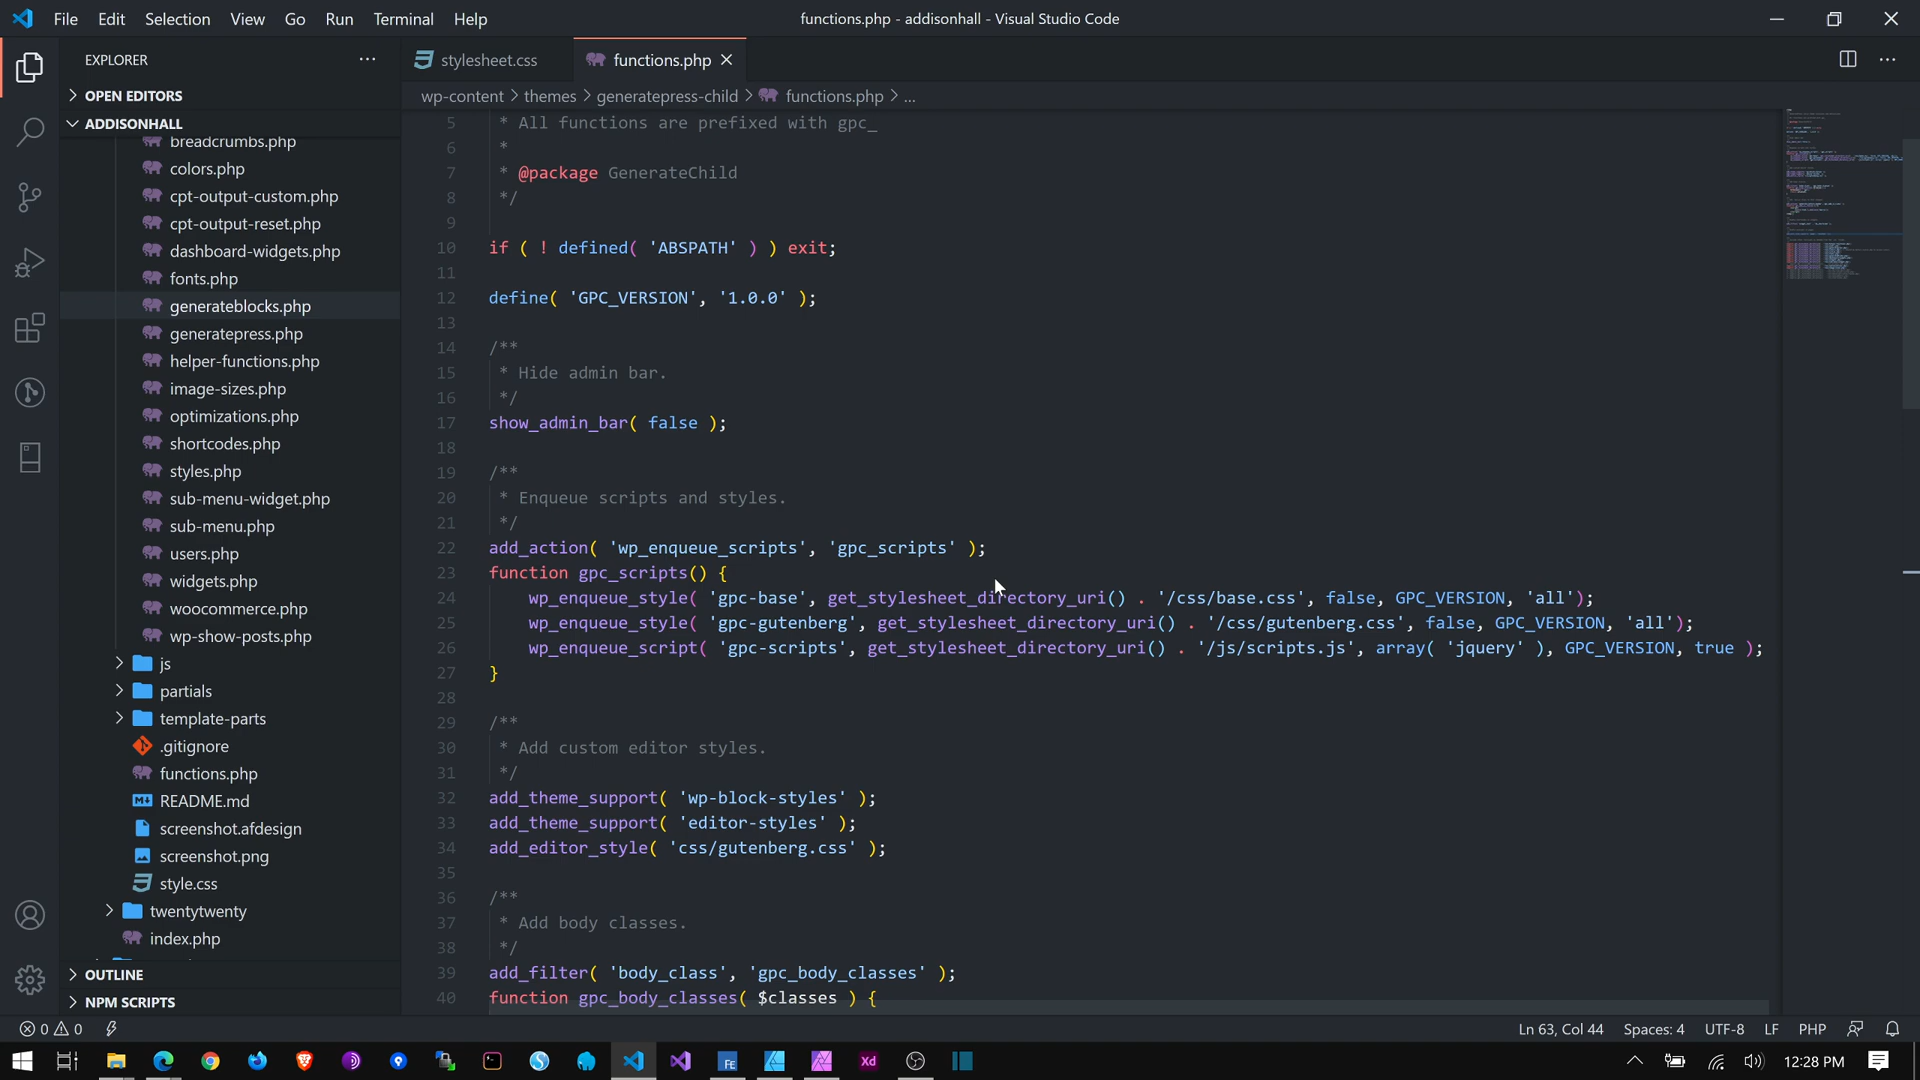 File Edit Selection View Go Run Terminal Help
functions.php - addisonhall - Visual Studio Code
EXPLORER
stylesheet.css
functions.php
OPEN EDITORS
ADDISONHALL
breadcrumbs.php
colors.php
cpt-output-custom.php
cpt-output-reset.php
dashboard-widgets.php
fonts.php
generateblocks.php
generatepress.php
helper-functions.php
image-sizes.php
optimizations.php
shortcodes.php
styles.php
sub-menu-widget.php
sub-menu.php
users.php
widgets.php
woocommerce.php
wp-show-posts.php
js
partials
template-parts
.gitignore
functions.php
README.md
screenshot.afdesign
screenshot.png
style.css
twentytwenty
index.php
OUTLINE
NPM SCRIPTS
wp-content > themes > generatepress-child > functions.php > ...
5 * All functions are prefixed with gpc_
6 *
7 * @package GenerateChild
8 */
9
10 if ( ! defined( 'ABSPATH' ) ) exit;
11
12 define( 'GPC_VERSION', '1.0.0' );
13
14 /**
15 * Hide admin bar.
16 */
17 show_admin_bar( false );
18
19 /**
20 * Enqueue scripts and styles.
21 */
22 add_action( 'wp_enqueue_scripts', 'gpc_scripts' );
23 function gpc_scripts() {
24 wp_enqueue_style( 'gpc-base', get_stylesheet_directory_uri() . '/css/base.css', false, GPC_VERSION, 'all');
25 wp_enqueue_style( 'gpc-gutenberg', get_stylesheet_directory_uri() . '/css/gutenberg.css', false, GPC_VERSION, 'all');
26 wp_enqueue_script( 'gpc-scripts', get_stylesheet_directory_uri() . '/js/scripts.js', array( 'jquery' ), GPC_VERSION, true );
27 }
28
29 /**
30 * Add custom editor styles.
31 */
32 add_theme_support( 'wp-block-styles' );
33 add_theme_support( 'editor-styles' );
34 add_editor_style( 'css/gutenberg.css' );
35
36 /**
37 * Add body classes.
38 */
39 add_filter( 'body_class', 'gpc_body_classes' );
40 function gpc_body_classes( $classes ) {
0 0
Ln 63, Col 44 Spaces: 4 UTF-8 LF PHP
FE
Xd
12:28 PM